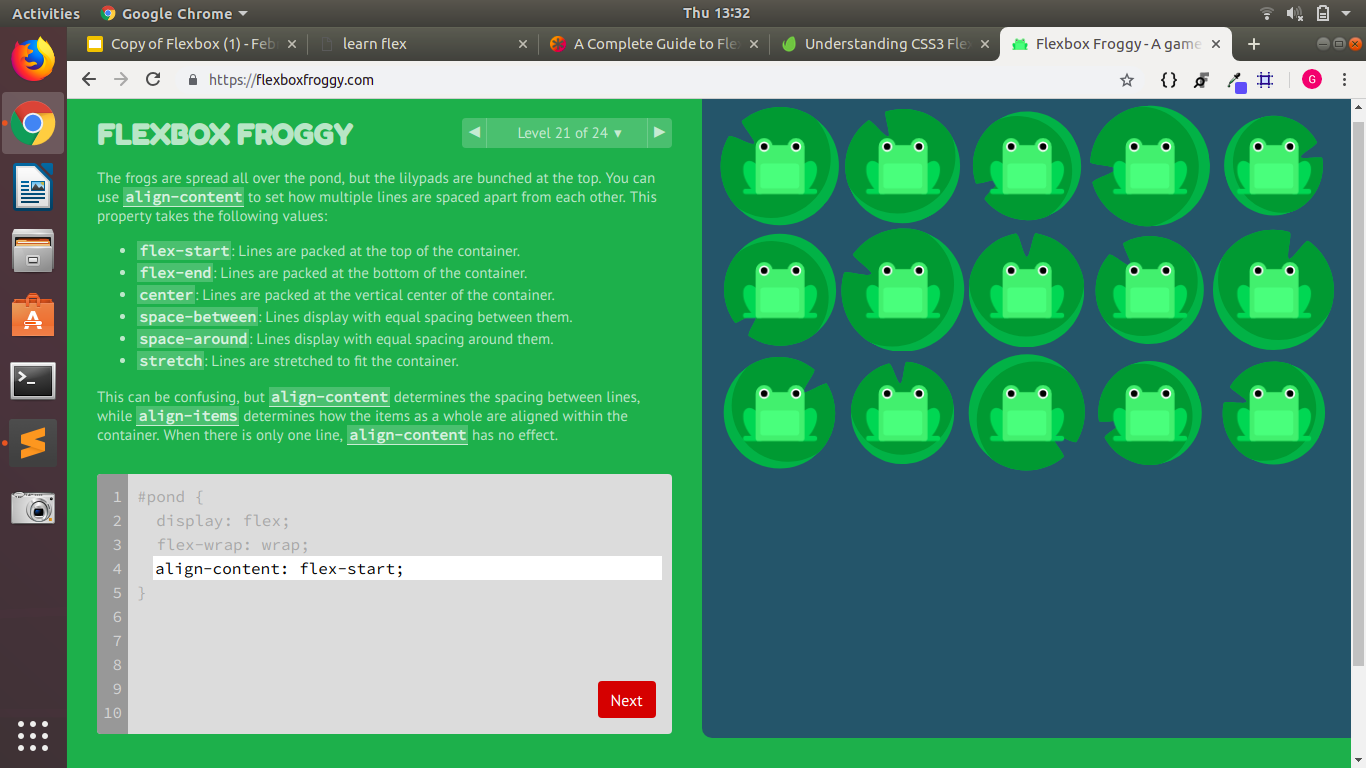 Activities
Google Chrome
Thu 13:32
Copy of Flexbox (1) - Feb
learn flex
A Complete Guide to Fle
Understanding CSS3 Flex
Flexbox Froggy - A game
https://flexboxfroggy.com
G
FLEXBOX FROGGY
Level 21 of 24 ▼
The frogs are spread all over the pond, but the lilypads are bunched at the top. You can
use align-content to set how multiple lines are spaced apart from each other. This
property takes the following values:
• flex-start: Lines are packed at the top of the container.
• flex-end: Lines are packed at the bottom of the container.
• center: Lines are packed at the vertical center of the container.
• space-between: Lines display with equal spacing between them.
• space-around: Lines display with equal spacing around them.
• stretch: Lines are stretched to fit the container.
This can be confusing, but align-content determines the spacing between lines,
while align-items determines how the items as a whole are aligned within the
container. When there is only one line, align-content has no effect.
1 #pond {
2 display: flex;
3 flex-wrap: wrap;
4 align-content: flex-start;
5 }
6
7
8
9
10
Next